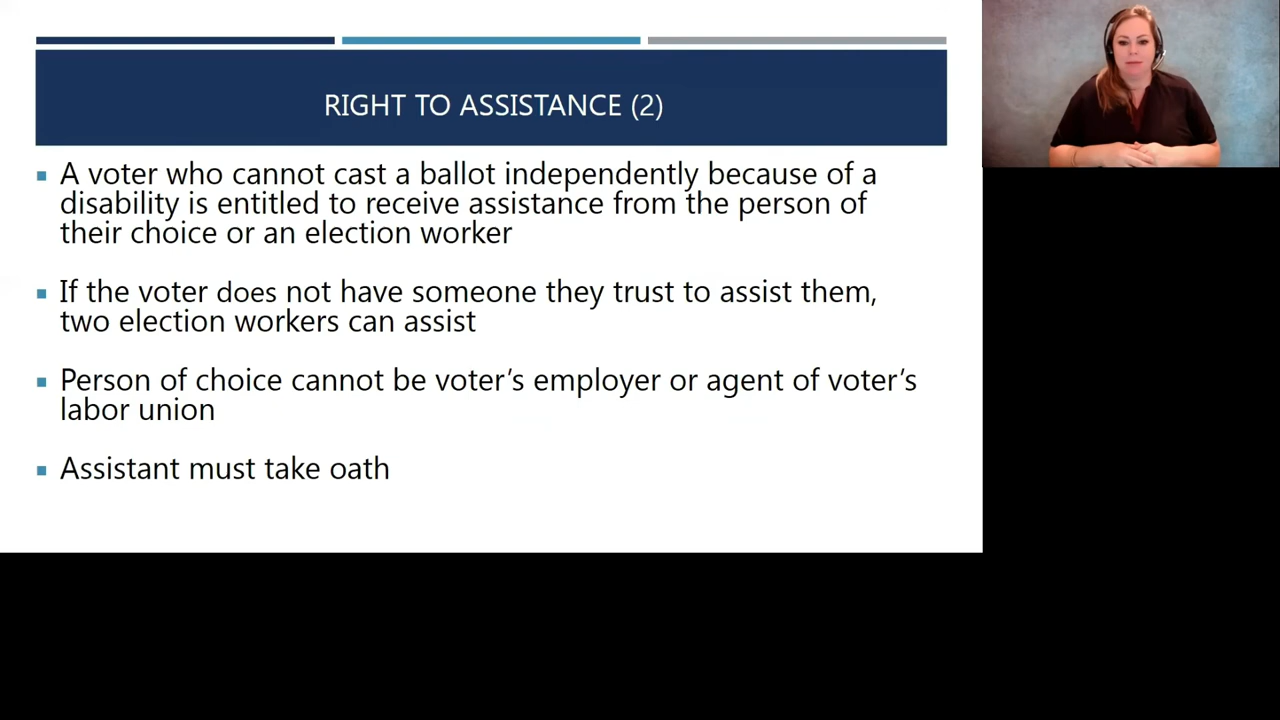 RIGHT TO ASSISTANCE (2)
A voter who cannot cast a ballot independently because of a
disability is entitled to receive assistance from the person of
their choice or an election worker
If the voter does not have someone they trust to assist them,
two election workers can assist
Person of choice cannot be voter’s employer or agent of voter’s
labor union
Assistant must take oath